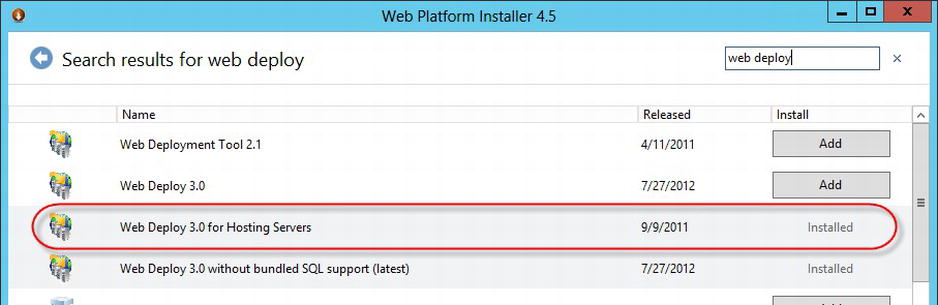 Web Platform Installer 4.5
Search results for web deploy
web deploy
Name Released Install
Web Deployment Tool 2.1 4/11/2011 Add
Web Deploy 3.0 7/27/2012 Add
Web Deploy 3.0 for Hosting Servers 9/9/2011 Installed
Web Deploy 3.0 without bundled SQL support (latest) 7/27/2012 Installed